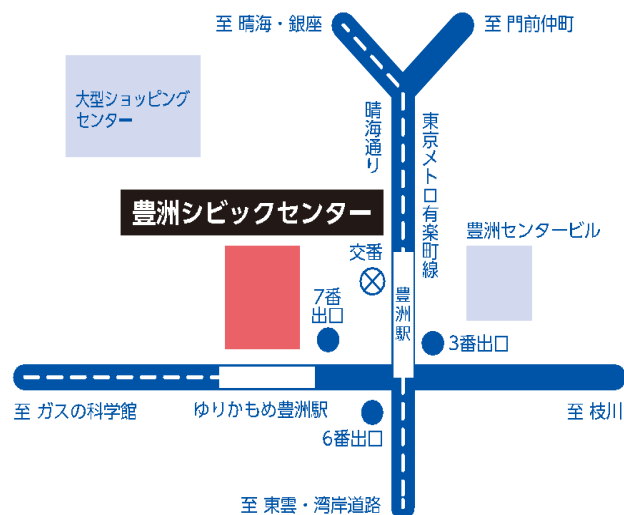 至 晴海・銀座
至 門前仲町
大型ショッピング
センター
晴海通り
東京メトロ有楽町線
豊洲シビックセンター
豊洲センタービル
交番
7番
出口
豊洲駅
3番出口
至 ガスの科学館
ゆりかもめ豊洲駅
6番出口
至 枝川
至 東雲・湾岸道路